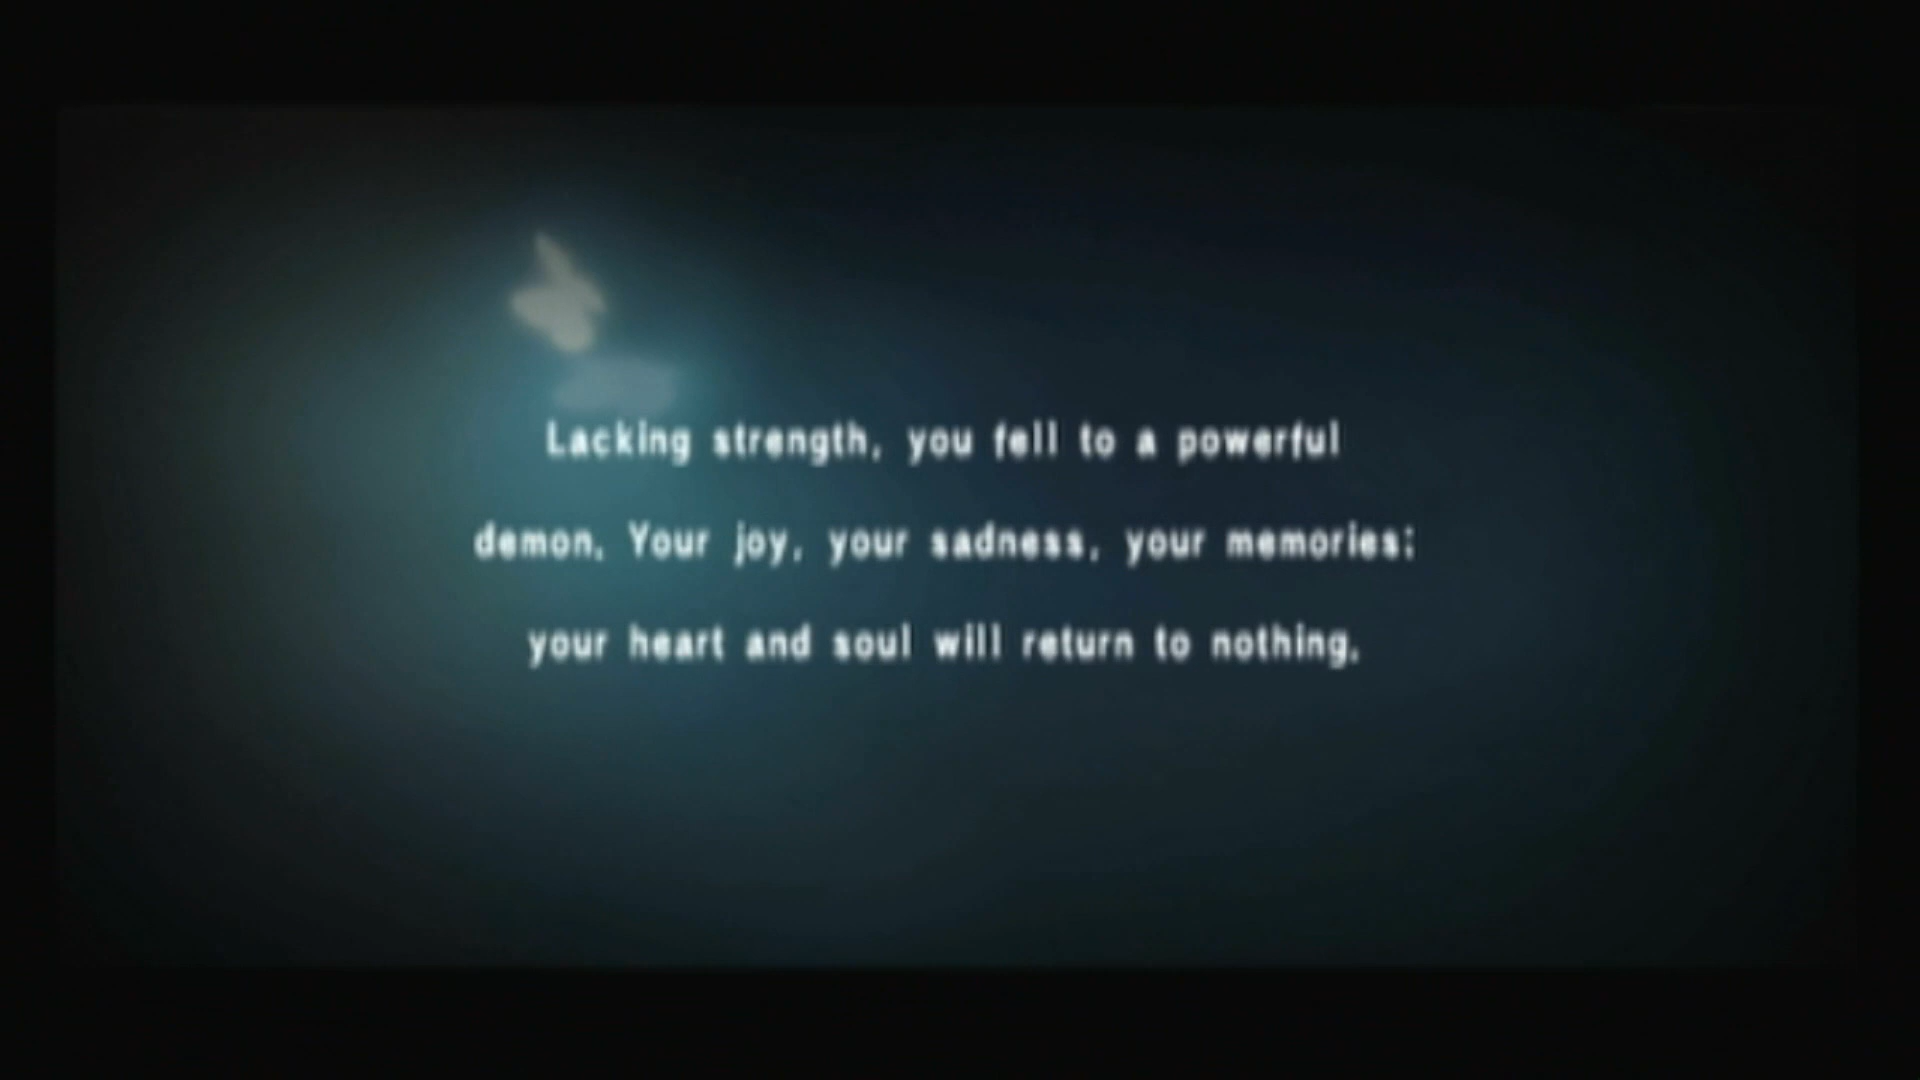 Lacking strength, you fell to a powerful
demon. Your joy, your sadness, your memories:
your heart and soul will return to nothing.